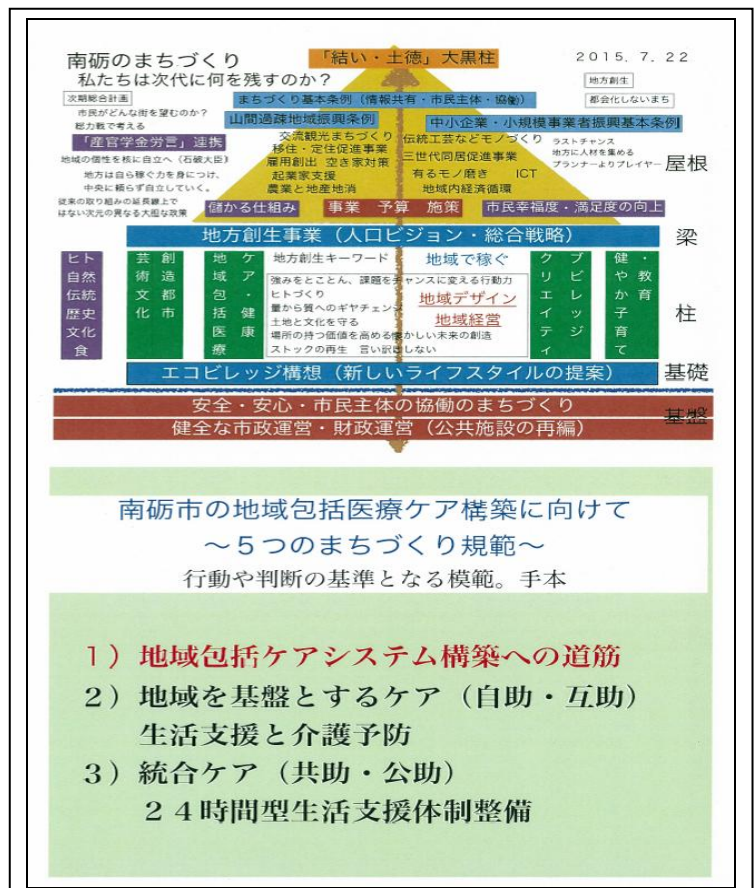 南砺のまちづくり
「結い・土徳」大黒柱
2015．7．22
私たちは次代に何を残すのか？
地方創生
次期総合計画
都会化しないまち
まちづくり基本条例（情報共有・市民主体・協働）
市民がどんな街を望むのか？
総力戦で考える
山間過疎地域振興条例
中小企業・小規模事業者振興基本条例
「産官学金労言」連携
地域の個性を核に自立へ（石破大臣）
地方は自ら稼ぐ力を身につけ、
中央に頼らず自立していく。
従来の取り組みの延長線上で
はない次元の異なる大胆な政策
交流観光まちづくり
移住・定住促進事業
雇用創出　空き家対策
起業家支援
農業と地産地消
伝統工芸などモノづくり
三世代同居促進事業
有るモノ磨き　ICT
地域内経済循環
ラストチャンス
地方に人材を集める
プランナーよりプレイヤー
屋根
儲かる仕組み
事業　予算　施策
市民幸福度・満足度の向上
地方創生事業（人口ビジョン・総合戦略）
梁
ヒト
自然
伝統
歴史
文化
食
創造都市
芸術文化
ケア・健康
地域包括医療
地方創生キーワード
地域で稼ぐ
強みをとことん、課題をチャンスに変える行動力
ヒトづくり
量から質へのギヤチェンジ
土地と文化を守る
場所の持つ価値を高める懐かしい未来の創造
ストックの再生　言い訳はしない
地域デザイン
地域経営
ブビレッジ
クリエイティ
・教育
健やか子育て
柱
エコビレッジ構想（新しいライフスタイルの提案）
基礎
安全・安心・市民主体の協働のまちづくり
基盤
健全な市政運営・財政運営（公共施設の再編）
南砺市の地域包括医療ケア構築に向けて
～５つのまちづくり規範～
行動や判断の基準となる模範。手本
１）地域包括ケアシステム構築への道筋
２）地域を基盤とするケア（自助・互助）
生活支援と介護予防
３）統合ケア（共助・公助）
２４時間型生活支援体制整備